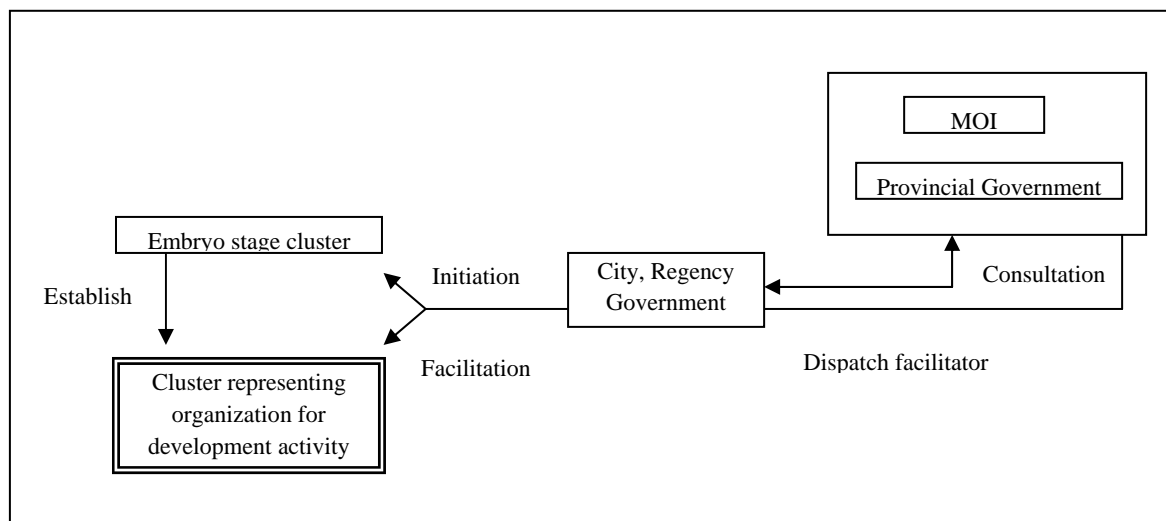 MOI
Provincial Government
Embryo stage cluster
Initiation
City, Regency
Government
Consultation
Establish
Facilitation
Dispatch facilitator
Cluster representing
organization for
development activity